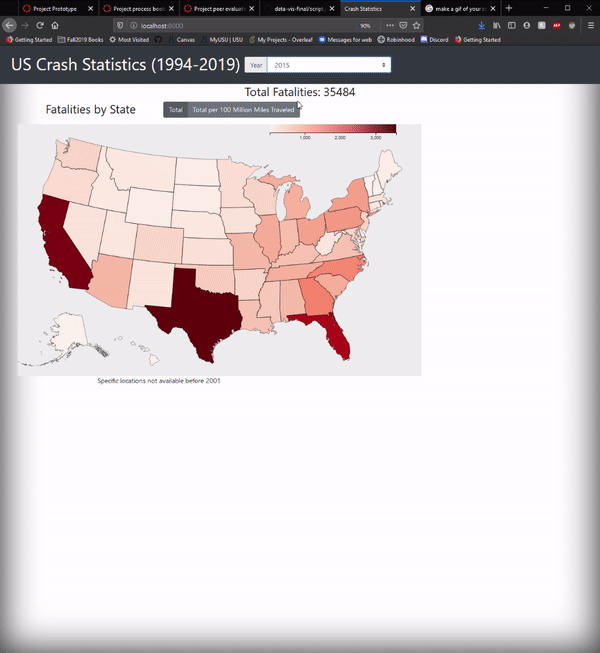 Project Prototype
Project process book
Project peer evaluati
data-vis-final/script.
Crash Statistics
make a gif of your s
localhost:8000
90%
Getting Started
Fall2019 Books
Most Visited
Canvas
MyUSU | USU
My Projects - Overleaf
Messages for web
Robinhood
Discord
Getting Started
US Crash Statistics (1994-2019)
Year
2015
Total Fatalities: 35484
Fatalities by State
Total
Total per 100 Million Miles Traveled
1,000
2,000
3,000
Specific locations not available before 2001